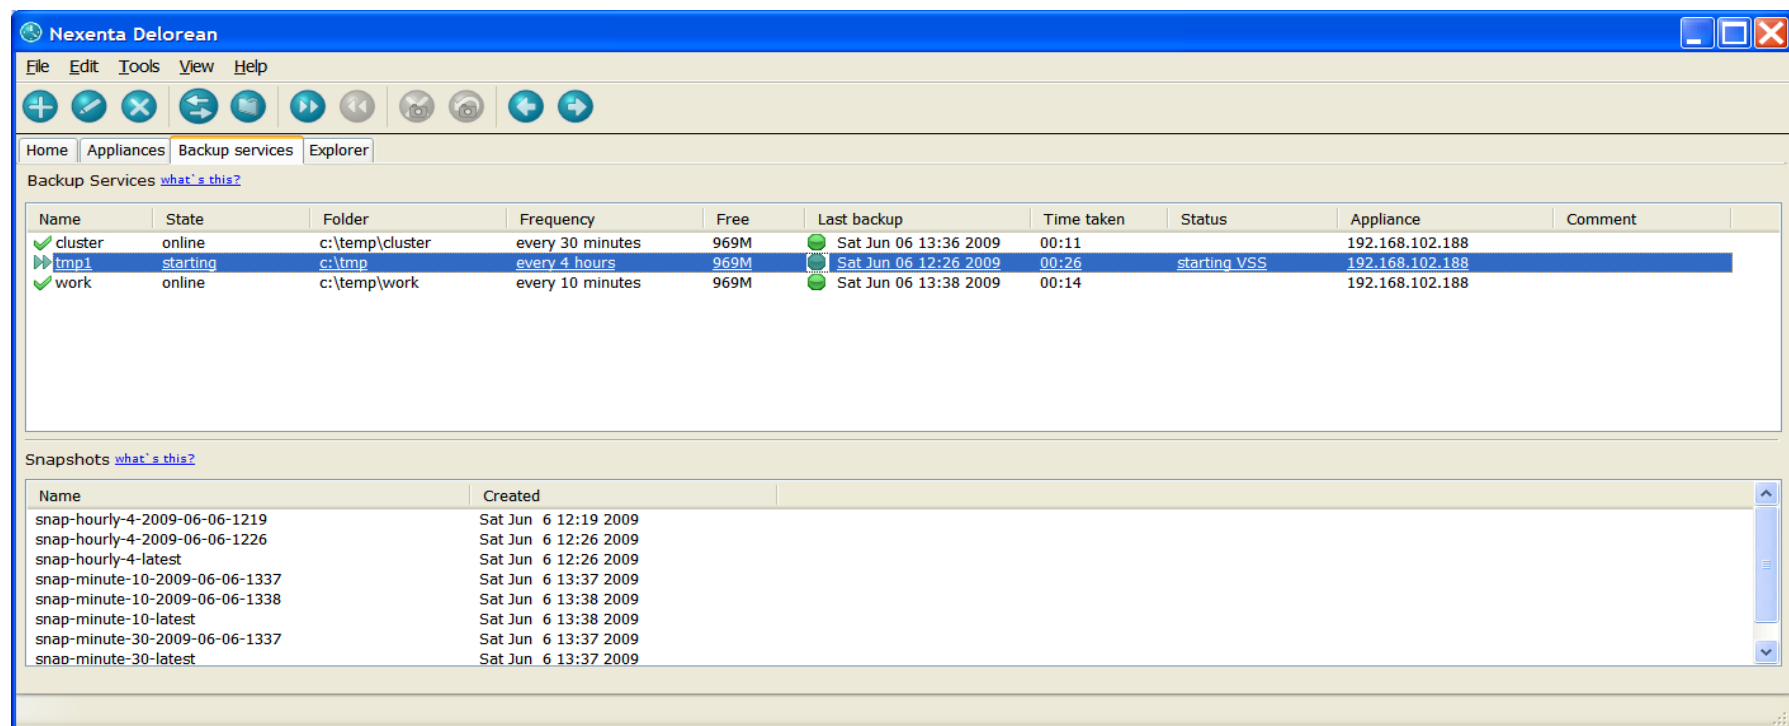 Nexenta Delorean
File Edit Tools View Help
Home Appliances Backup services Explorer
Backup Services what`s this?
Name State Folder Frequency Free Last backup Time taken Status Appliance Comment
cluster online c:\temp\cluster every 30 minutes 969M Sat Jun 06 13:36 2009 00:11 192.168.102.188
tmp1 starting c:\tmp every 4 hours 969M Sat Jun 06 12:26 2009 00:26 starting VSS 192.168.102.188
work online c:\temp\work every 10 minutes 969M Sat Jun 06 13:38 2009 00:14 192.168.102.188
Snapshots what`s this?
Name Created
snap-hourly-4-2009-06-06-1219 Sat Jun 6 12:19 2009
snap-hourly-4-2009-06-06-1226 Sat Jun 6 12:26 2009
snap-hourly-4-latest Sat Jun 6 12:26 2009
snap-minute-10-2009-06-06-1337 Sat Jun 6 13:37 2009
snap-minute-10-2009-06-06-1338 Sat Jun 6 13:38 2009
snap-minute-10-latest Sat Jun 6 13:38 2009
snap-minute-30-2009-06-06-1337 Sat Jun 6 13:37 2009
snap-minute-30-latest Sat Jun 6 13:37 2009